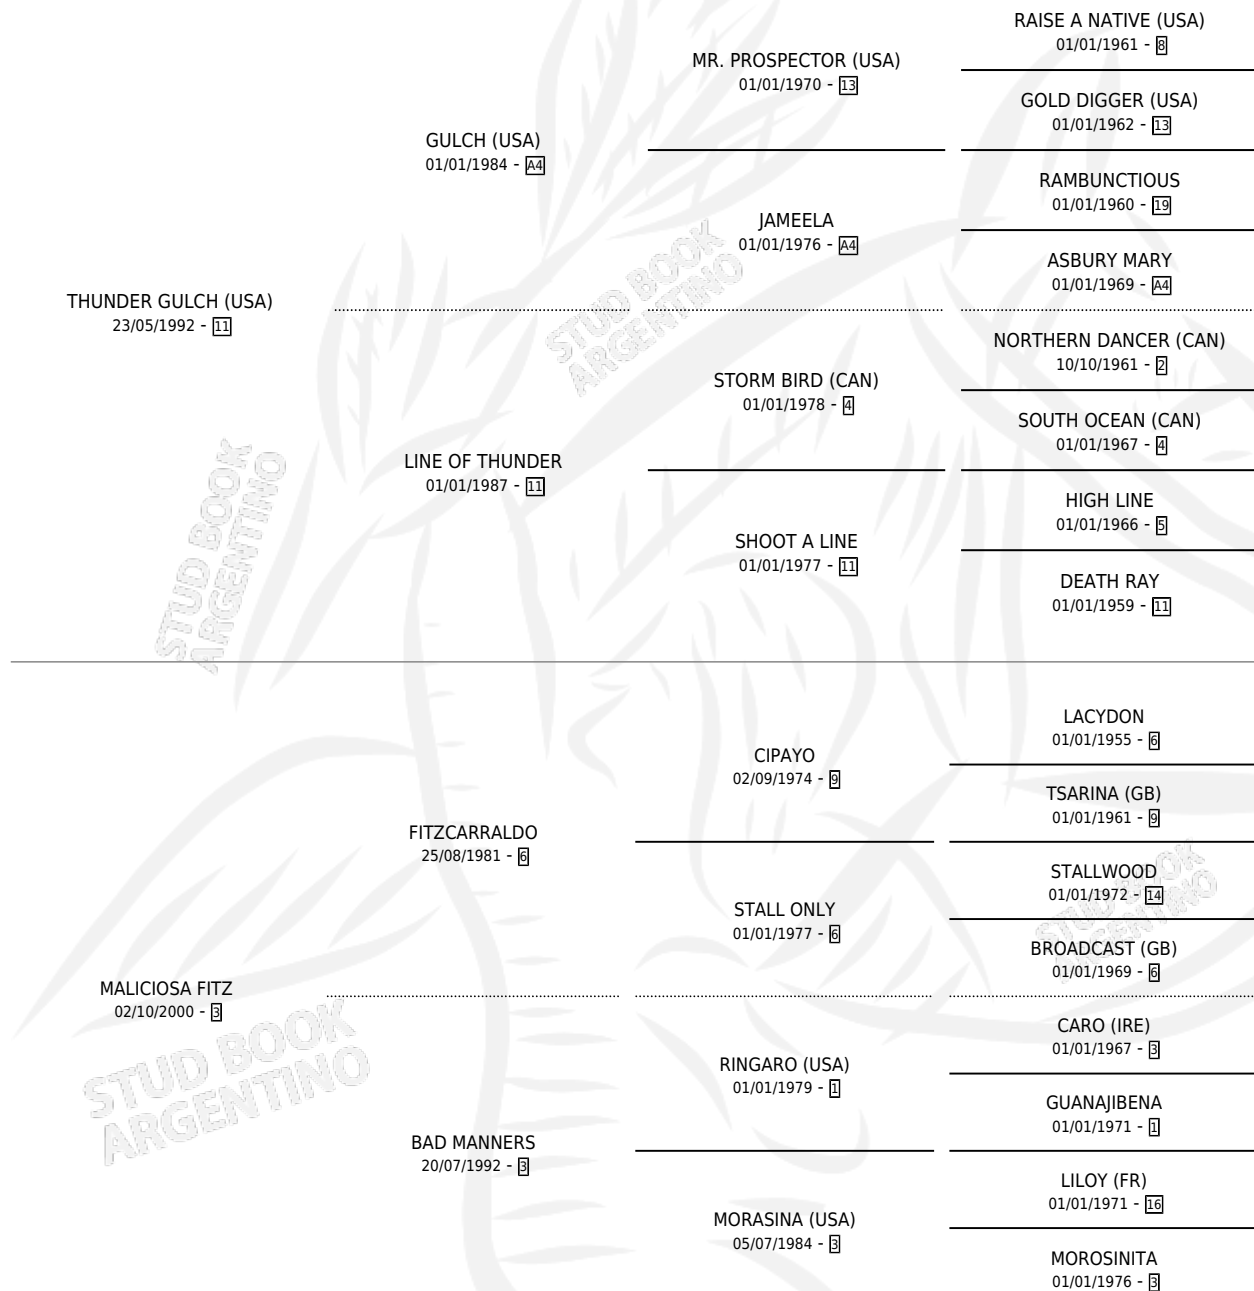 RAISE A NATIVE (USA)
01/01/1961 - 8
MR. PROSPECTOR (USA)
01/01/1970 - 13
GOLD DIGGER (USA)
01/01/1962 - 13
GULCH (USA)
01/01/1984 - A4
RAMBUNCTIOUS
01/01/1960 - 19
JAMEELA
01/01/1976 - A4
ASBURY MARY
01/01/1969 - A4
THUNDER GULCH (USA)
23/05/1992 - 11
NORTHERN DANCER (CAN)
10/10/1961 - 2
STORM BIRD (CAN)
01/01/1978 - 4
SOUTH OCEAN (CAN)
01/01/1967 - 4
LINE OF THUNDER
01/01/1987 - 11
HIGH LINE
01/01/1966 - 5
SHOOT A LINE
01/01/1977 - 11
DEATH RAY
01/01/1959 - 11
LACYDON
01/01/1955 - 6
CIPAYO
02/09/1974 - 9
TSARINA (GB)
01/01/1961 - 9
FITZCARRALDO
25/08/1981 - 6
STALLWOOD
01/01/1972 - 14
STALL ONLY
01/01/1977 - 6
BROADCAST (GB)
01/01/1969 - 6
MALICIOSA FITZ
02/10/2000 - 3
CARO (IRE)
01/01/1967 - 3
RINGARO (USA)
01/01/1979 - 1
GUANAJIBENA
01/01/1971 - 1
BAD MANNERS
20/07/1992 - 3
LILOY (FR)
01/01/1971 - 16
MORASINA (USA)
05/07/1984 - 3
MOROSINITA
01/01/1976 - 3
STUD BOOK
ARGENTINO
STUD BOOK
ARGENTINO
STUD BOOK
ARGENTINO
STUD BOOK
ARGENTINO